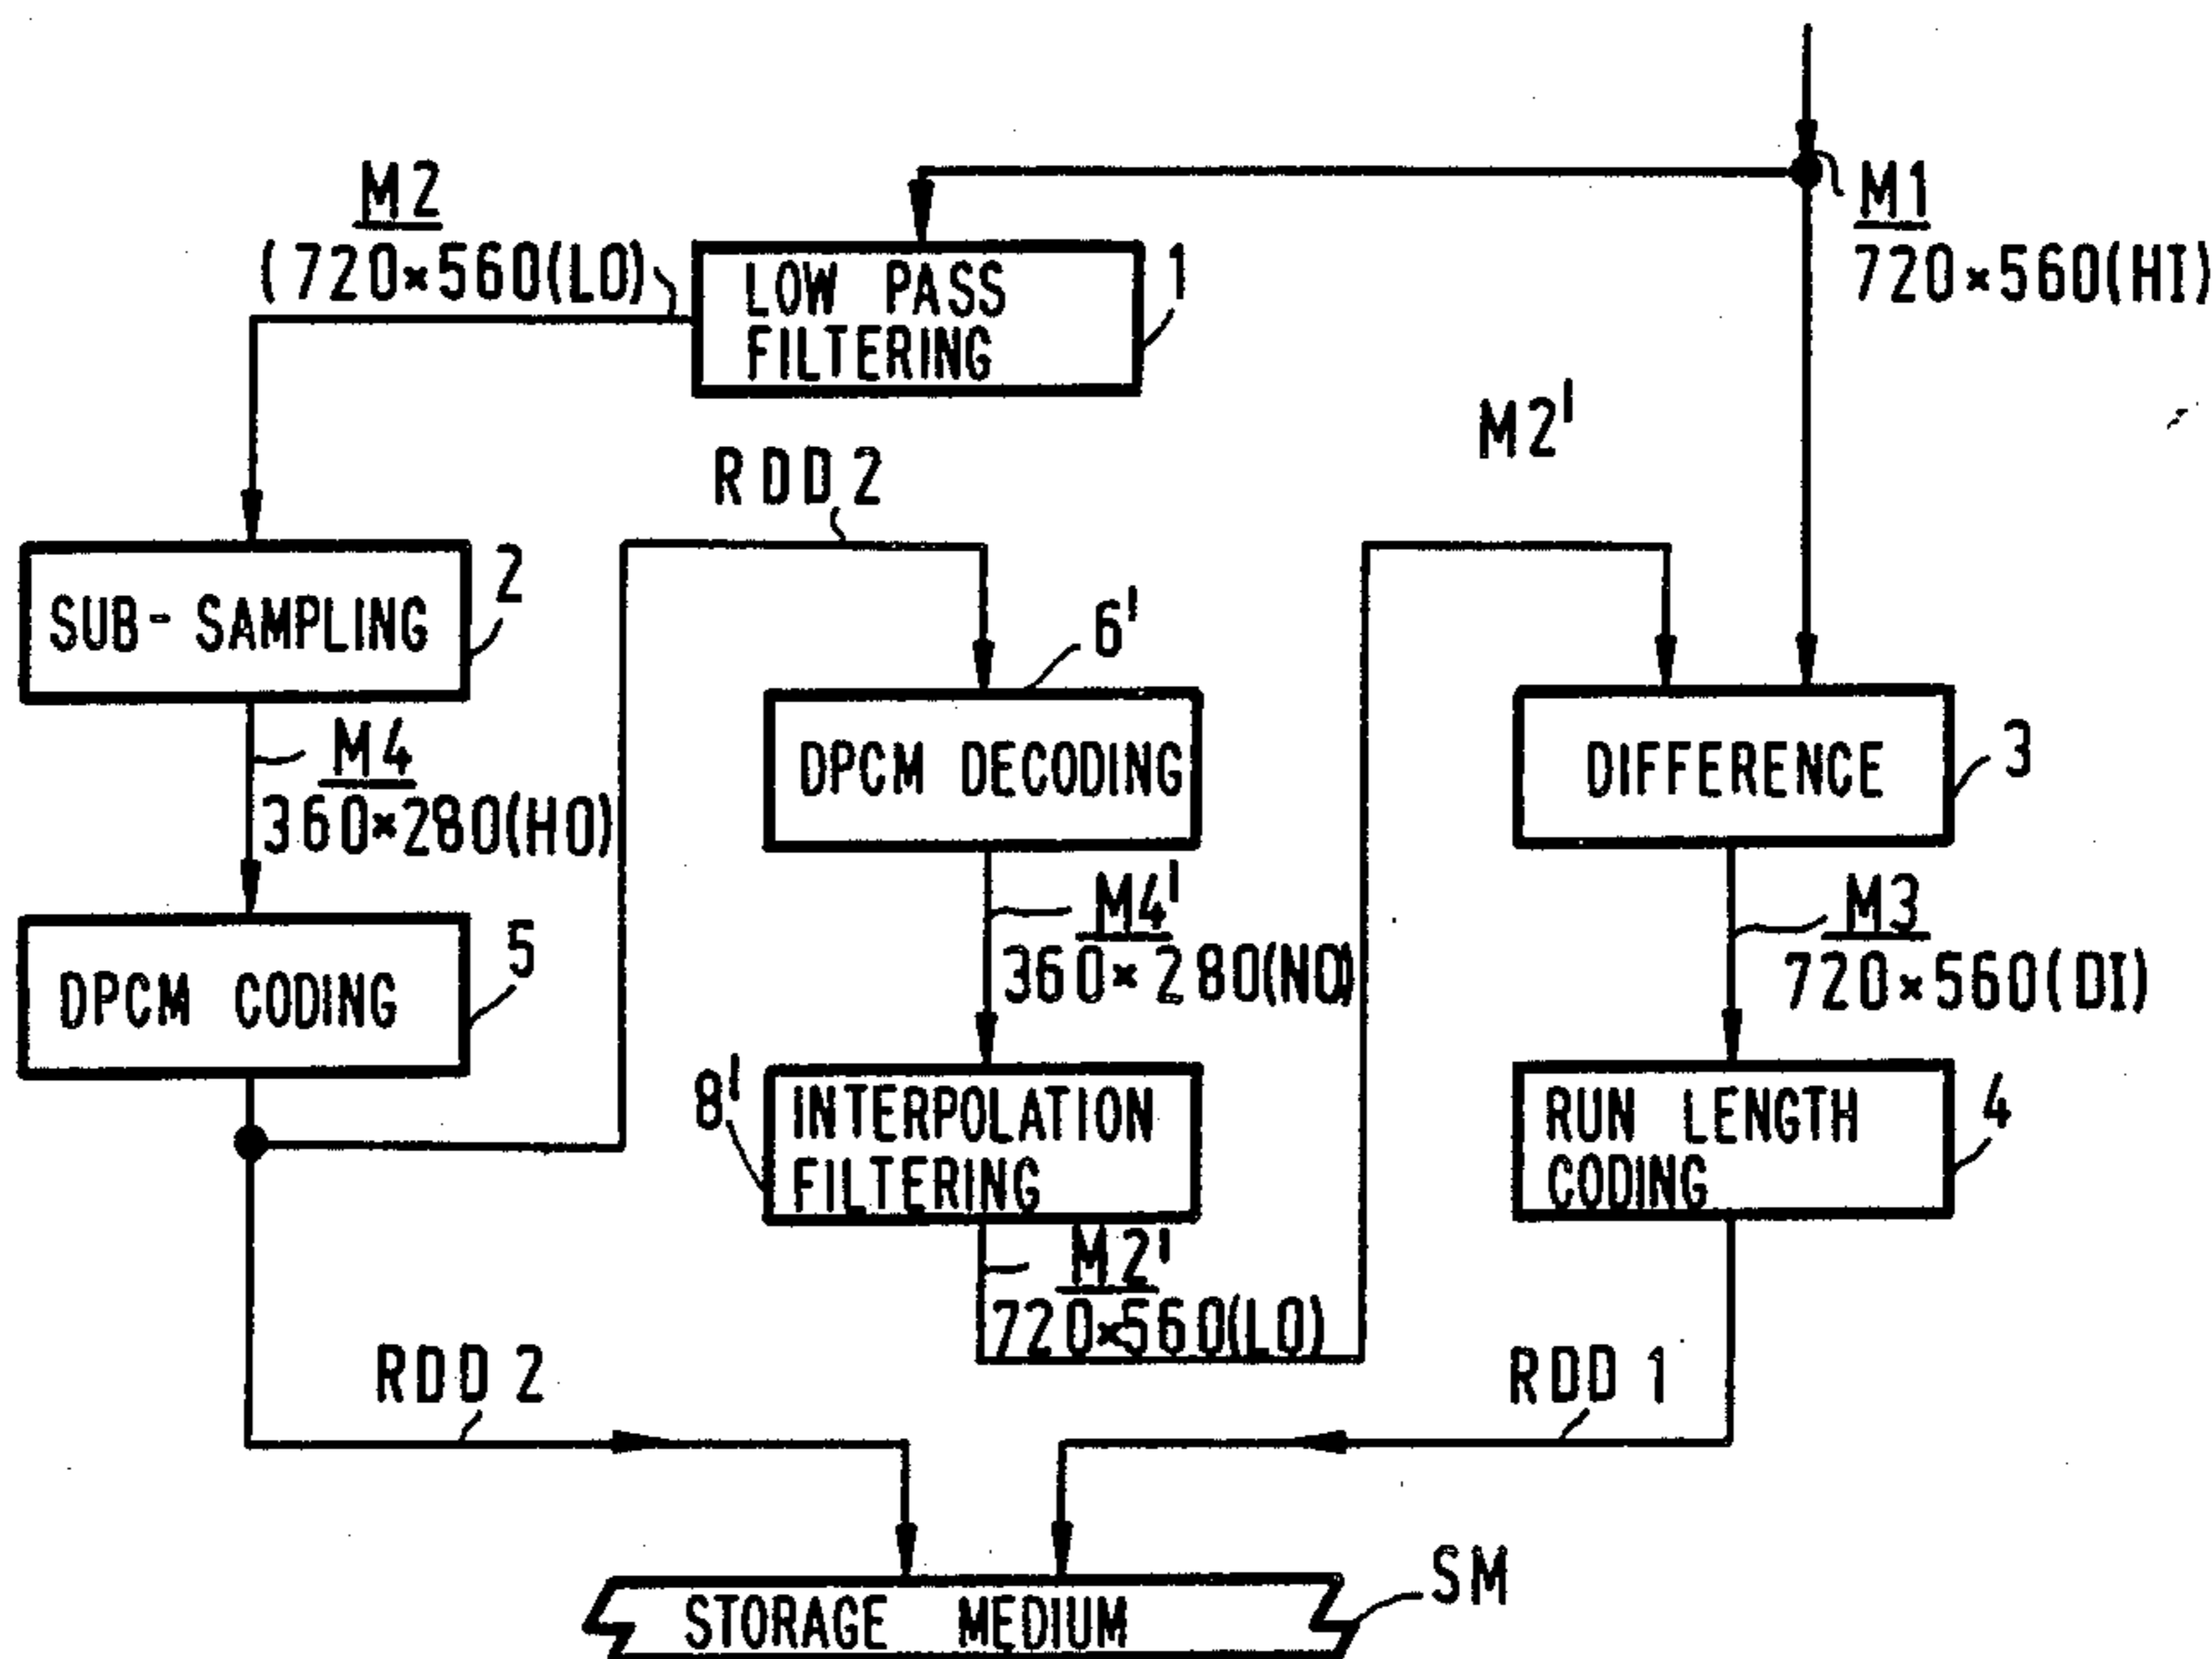 M2
(720×560(LO)
LOW PASS
FILTERING
1
M1
720×560(HI)
M2'
RDD 2
SUB-SAMPLING
2
6'
M4
360×280(HO)
DPCM DECODING
DIFFERENCE
3
DPCM CODING
5
M4'
360×280(NO)
M3
720×560(DI)
8'
INTERPOLATION
FILTERING
RUN LENGTH
CODING
4
M2'
720×560(LO)
RDD 2
RDD 1
STORAGE MEDIUM
SM